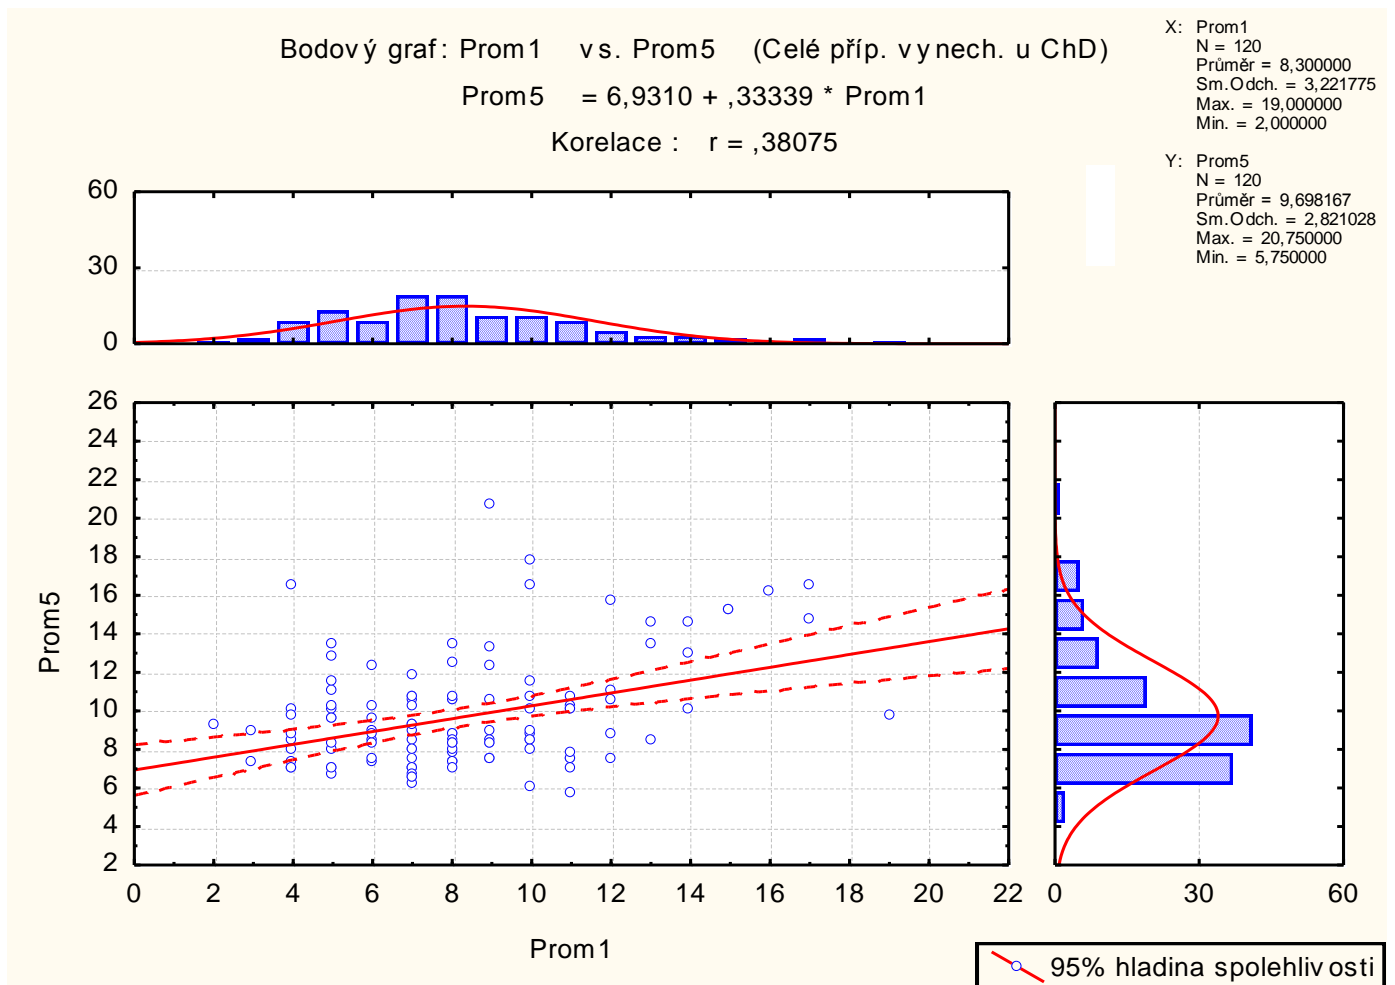 Bodový graf: Prom1 vs. Prom5 (Celé příp. vynech. u ChD)
Prom5 = 6,9310 + ,33339 * Prom1
Korelace : r = ,38075
X: Prom1
N = 120
Průměr = 8,300000
Sm.Odch. = 3,221775
Max. = 19,000000
Min. = 2,000000
Y: Prom5
N = 120
Průměr = 9,698167
Sm.Odch. = 2,821028
Max. = 20,750000
Min. = 5,750000
60
30
0
26
24
22
20
18
16
14
12
10
8
6
4
2
Prom5
0 2 4 6 8 10 12 14 16 18 20 22
Prom1
0 30 60
95% hladina spolehlivosti